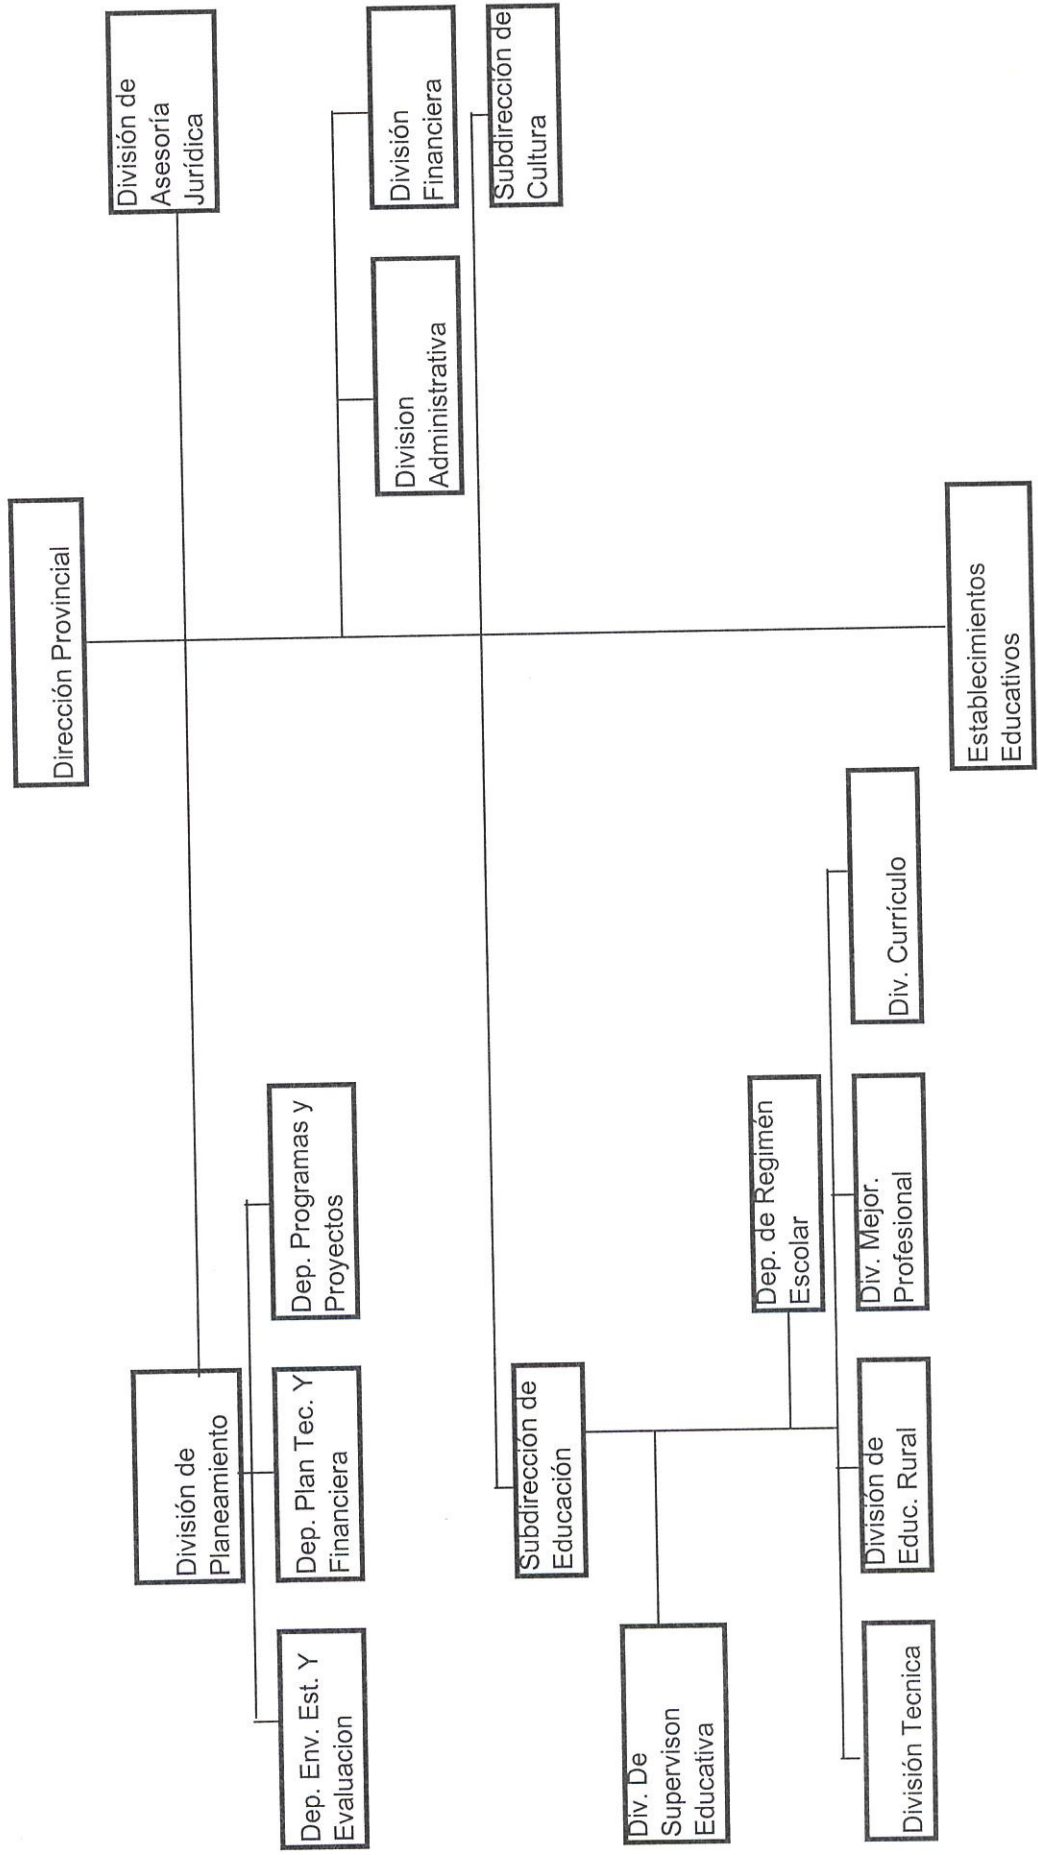 Dirección Provincial
División de
Planeamiento
División de
Asesoría
Jurídica
Dep. Env. Est. Y
Evaluacion
Dep. Plan Tec. Y
Financiera
Dep. Programas y
Proyectos
Division
Administrativa
División
Financiera
Subdirección de
Educación
Subdirección de
Cultura
Div. De
Supervison
Educativa
Dep. de Regimén
Escolar
División Tecnica
División de
Educ. Rural
Div. Mejor.
Profesional
Div. Currículo
Establecimientos
Educativos